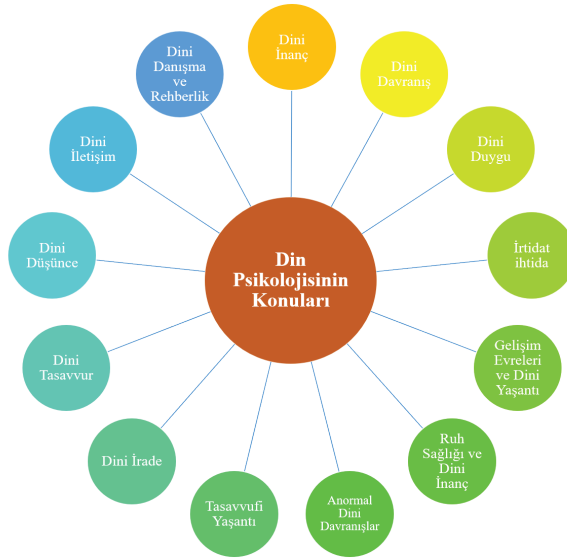 Din
Psikolojisinin
Konuları
Dini
İnanç
Dini
Davranış
Dini
Duygu
İrtidat
ihtida
Gelişim
Evreleri
ve Dini
Yaşantı
Ruh
Sağlığı ve
Dini
İnanç
Anormal
Dini
Davranışlar
Tasavvufi
Yaşantı
Dini İrade
Dini
Tasavvur
Dini
Düşünce
Dini
İletişim
Dini
Danışma
ve
Rehberlik